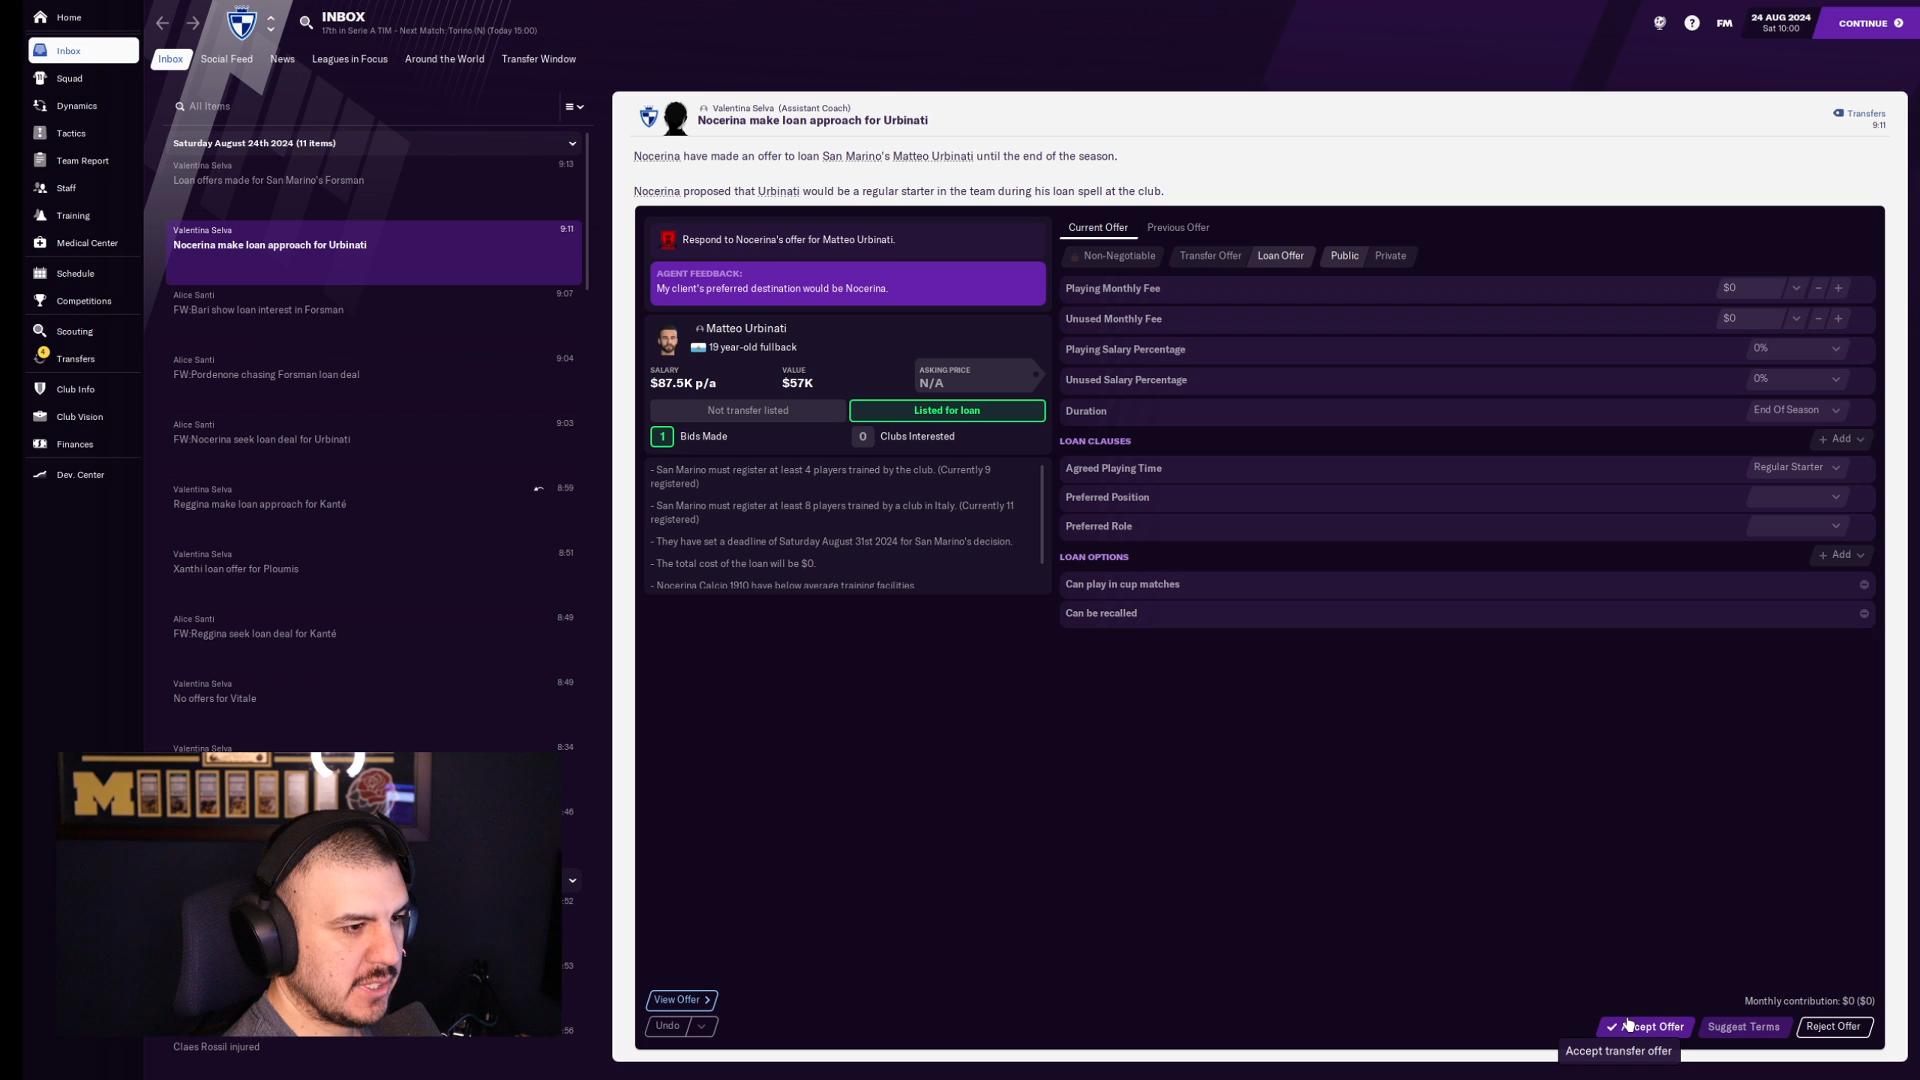 Home
Inbox
Squad
Dynamics
Tactics
Team Report
Staff
Training
Medical Center
Schedule
Competitions
Scouting
4
Transfers
Club Info
Club Vision
Finances
Dev. Center
INBOX
17th in Serie A TIM - Next Match: Torino (N) (Today 15:00)
FM
24 AUG 2024
Sat 10:00
CONTINUE
Inbox
Social Feed
News
Leagues in Focus
Around the World
Transfer Window
All Items
Saturday August 24th 2024 (11 items)
Valentina Selva 9:13
Loan offers made for San Marino's Forsman
Valentina Selva 9:11
Nocerina make loan approach for Urbinati
Alice Santi 9:07
FW:Bari show loan interest in Forsman
Alice Santi 9:04
FW:Pordenone chasing Forsman loan deal
Alice Santi 9:03
FW:Nocerina seek loan deal for Urbinati
Valentina Selva 8:59
Reggina make loan approach for Kanté
Valentina Selva 8:51
Xanthi loan offer for Ploumis
Alice Santi 8:49
FW:Reggina seek loan deal for Kanté
Valentina Selva 8:49
No offers for Vitale
Valentina Selva 8:34
:46
:52
:53
:56
Claes Rossil injured
M
Valentina Selva (Assistant Coach)
Nocerina make loan approach for Urbinati
Transfers
9:11
Nocerina have made an offer to loan San Marino's Matteo Urbinati until the end of the season.
Nocerina proposed that Urbinati would be a regular starter in the team during his loan spell at the club.
Respond to Nocerina's offer for Matteo Urbinati.
AGENT FEEDBACK:
My client's preferred destination would be Nocerina.
Matteo Urbinati
19 year-old fullback
SALARY
$87.5K p/a
VALUE
$57K
ASKING PRICE
N/A
Not transfer listed
Listed for loan
1 Bids Made
0 Clubs Interested
- San Marino must register at least 4 players trained by the club. (Currently 9
registered)
- San Marino must register at least 8 players trained by a club in Italy. (Currently 11
registered)
- They have set a deadline of Saturday August 31st 2024 for San Marino's decision.
- The total cost of the loan will be $0.
- Nocerina Calcio 1910 have below average training facilities
Current Offer
Previous Offer
Non-Negotiable
Transfer Offer
Loan Offer
Public
Private
Playing Monthly Fee $0
Unused Monthly Fee $0
Playing Salary Percentage 0%
Unused Salary Percentage 0%
Duration End Of Season
LOAN CLAUSES + Add
Agreed Playing Time Regular Starter
Preferred Position
Preferred Role
LOAN OPTIONS + Add
Can play in cup matches
Can be recalled
View Offer
Undo
Monthly contribution: $0 ($0)
Accept Offer
Suggest Terms
Reject Offer
Accept transfer offer